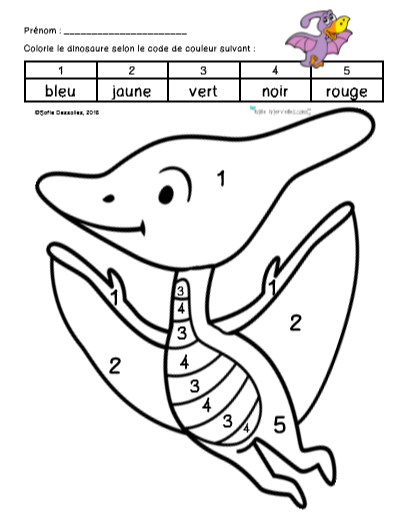 Prénom : ______________________
Colorie le dinosaure selon le code de couleur suivant :
1 2 3 4 5
bleu jaune vert noir rouge
©Sofie Dessolles, 2016
1
1
1
2
2
3
4
3
4
3
4
3
4
5